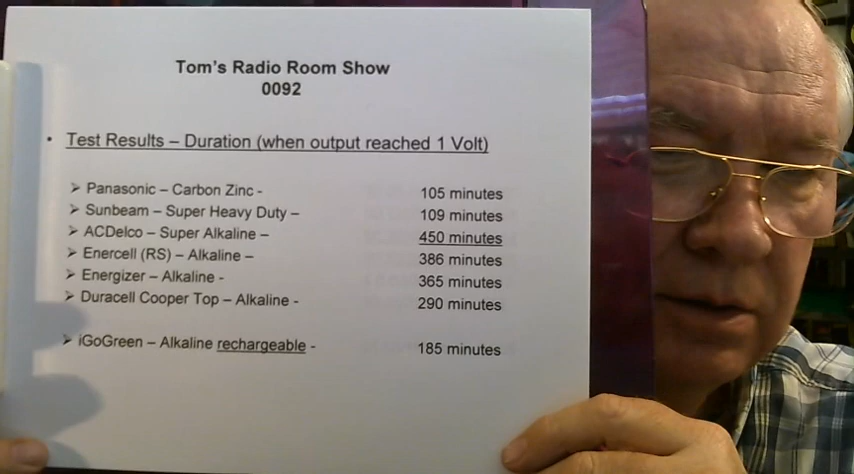 Tom's Radio Room Show
0092
• Test Results – Duration (when output reached 1 Volt)
➢ Panasonic – Carbon Zinc - 105 minutes
➢ Sunbeam – Super Heavy Duty – 109 minutes
➢ ACDelco – Super Alkaline – 450 minutes
➢ Enercell (RS) – Alkaline – 386 minutes
➢ Energizer – Alkaline - 365 minutes
➢ Duracell Cooper Top – Alkaline - 290 minutes
➢ iGoGreen – Alkaline rechargeable - 185 minutes